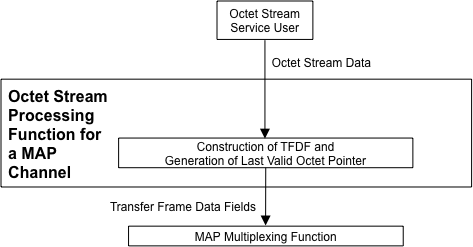 Octet Stream
Service User
Octet Stream Data
Octet Stream
Processing
Function for
a MAP
Channel
Construction of TFDF and
Generation of Last Valid Octet Pointer
Transfer Frame Data Fields
MAP Multiplexing Function